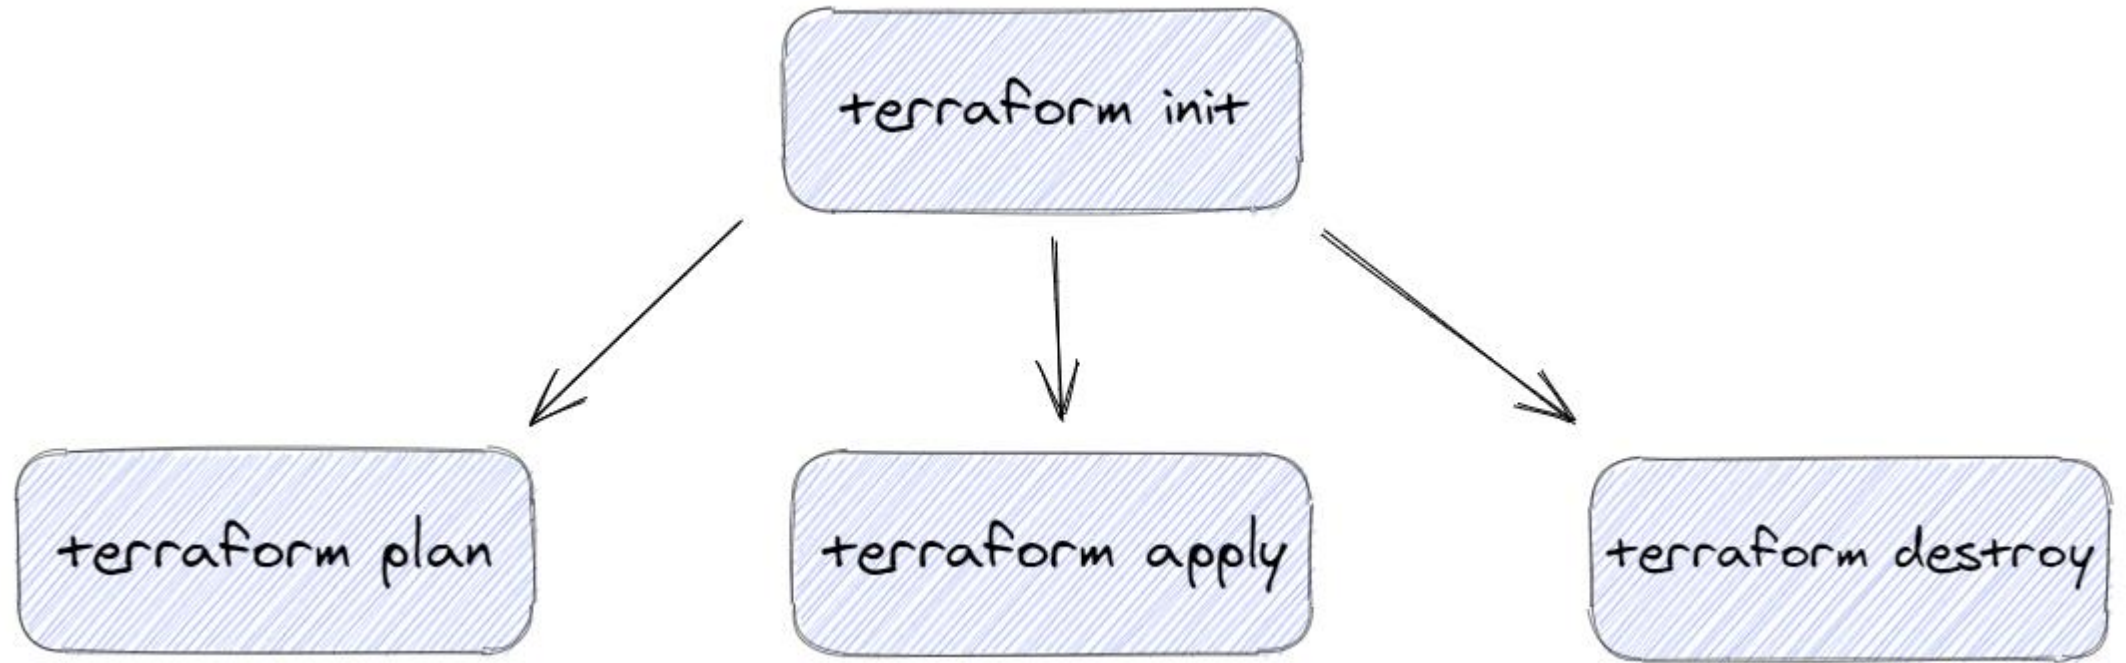 terraform init
terraform plan
terraform apply
terraform destroy